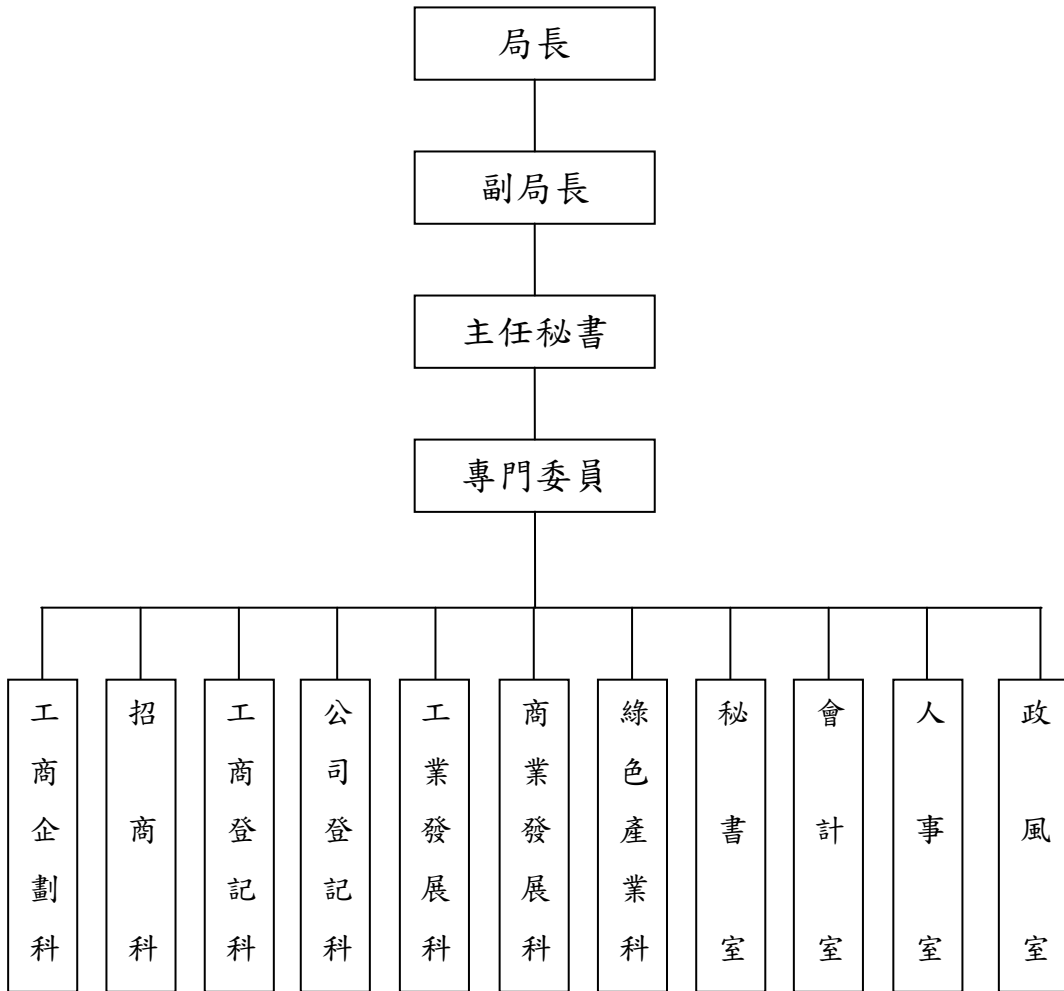 局長
副局長
主任秘書
專門委員
工商企劃科
招商科
工商登記科
公司登記科
工業發展科
商業發展科
綠色產業科
秘書室
會計室
人事室
政風室